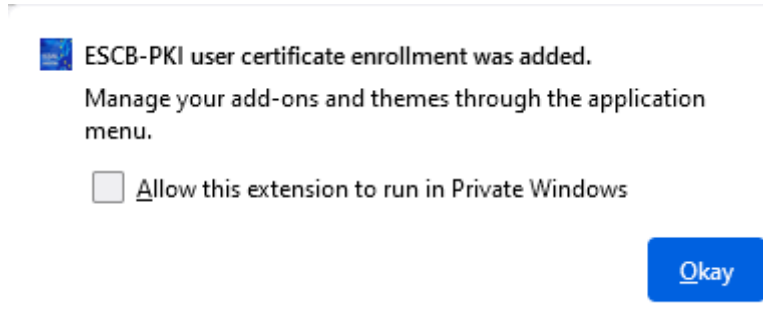 ESCB-PKI user certificate enrollment was added.
Manage your add-ons and themes through the application
menu.
Allow this extension to run in Private Windows
Okay